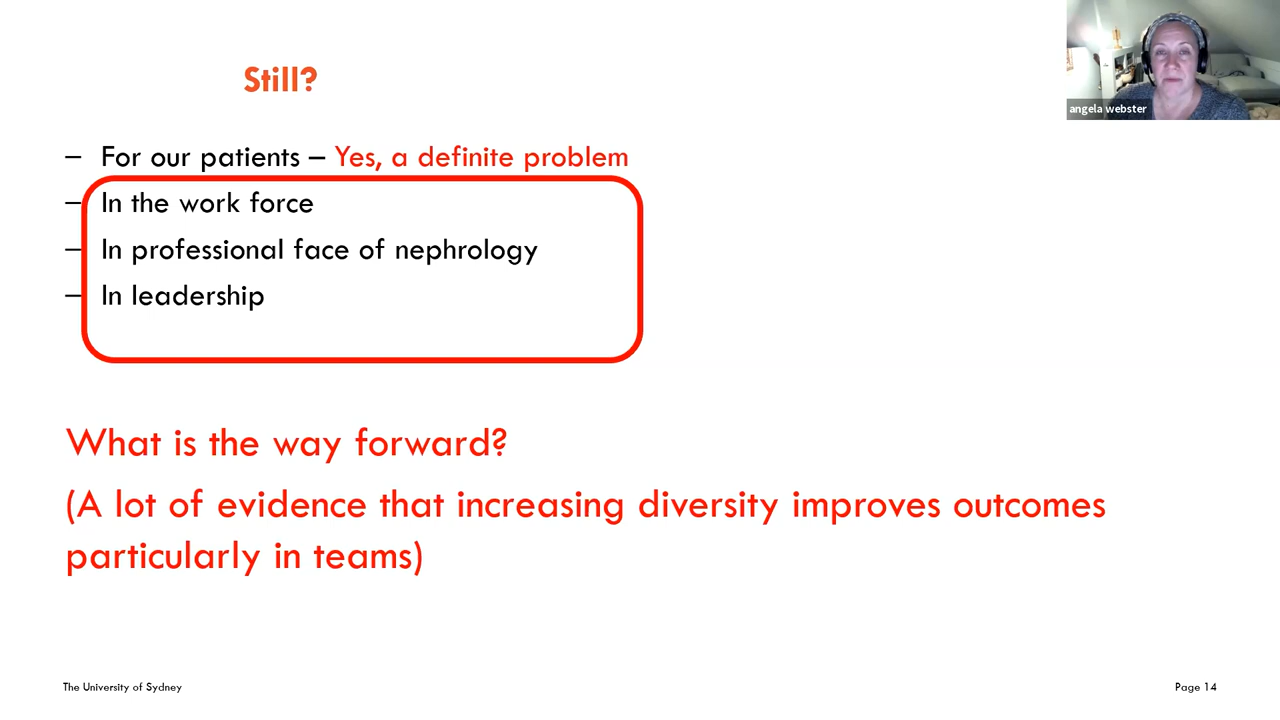 angela webster
Still?
– For our patients – Yes, a definite problem
– In the work force
– In professional face of nephrology
– In leadership
What is the way forward?
(A lot of evidence that increasing diversity improves outcomes
particularly in teams)
The University of Sydney
Page 14